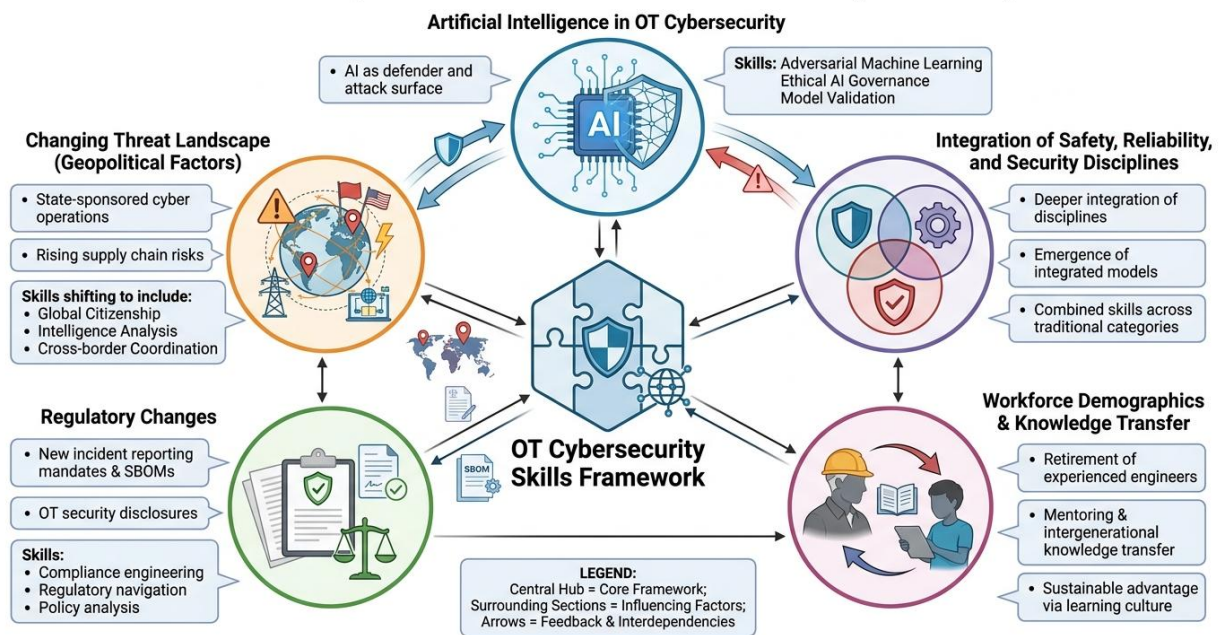 Artificial Intelligence in OT Cybersecurity
• AI as defender and
attack surface
AI
Skills: Adversarial Machine Learning
Ethical AI Governance
Model Validation
Changing Threat Landscape
(Geopolitical Factors)
• State-sponsored cyber
operations
• Rising supply chain risks
Skills shifting to include:
• Global Citizenship
• Intelligence Analysis
• Cross-border Coordination
Integration of Safety, Reliability,
and Security Disciplines
• Deeper integration of
disciplines
• Emergence of
integrated models
• Combined skills across
traditional categories
OT Cybersecurity
Skills Framework
SBOM
Regulatory Changes
• New incident reporting
mandates & SBOMs
• OT security disclosures
Skills:
• Compliance engineering
• Regulatory navigation
• Policy analysis
Workforce Demographics
& Knowledge Transfer
• Retirement of
experienced engineers
• Mentoring &
intergenerational
knowledge transfer
• Sustainable advantage
via learning culture
LEGEND:
Central Hub = Core Framework;
Surrounding Sections = Influencing Factors;
Arrows = Feedback & Interdependencies